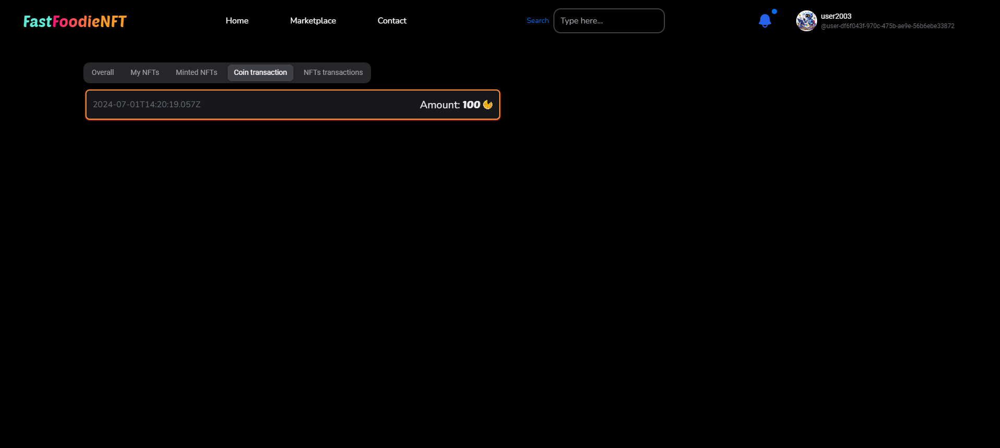 FastFoodieNFT
Home
Marketplace
Contact
Search
Type here...
user2003
@user-df6f043f-970c-475b-ae9e-56b6ebe33872
Overall
My NFTs
Minted NFTs
Coin transaction
NFTs transactions
2024-07-01T14:20:19.057Z
Amount: 100